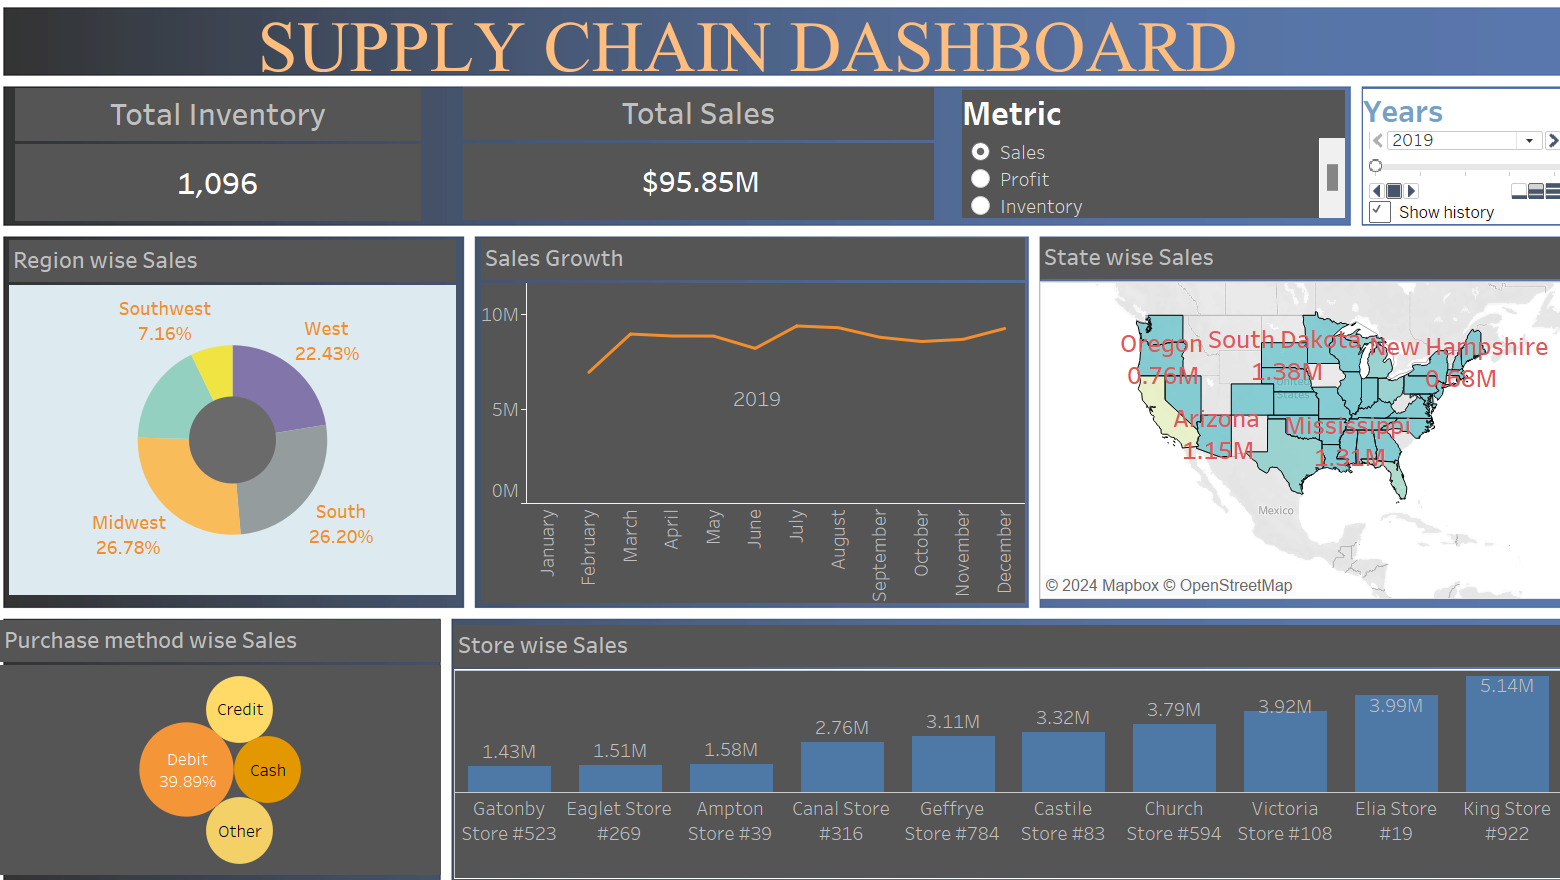 SUPPLY CHAIN DASHBOARD
Total Inventory
1,096
Total Sales
$95.85M
Metric
Sales
Profit
Inventory
Years
2019
Show history
Region wise Sales
Southwest
7.16%
West
22.43%
South
26.20%
Midwest
26.78%
Sales Growth
10M
5M
0M
2019
January
February
March
April
May
June
July
August
September
October
November
December
State wise Sales
Oregon
0.76M
South Dakota
1.38M
New Hampshire
0.68M
United
States
Arizona
1.15M
Mississippi
1.31M
Mexico
© 2024 Mapbox © OpenStreetMap
Purchase method wise Sales
Credit
Debit
39.89%
Cash
Other
Store wise Sales
1.43M
1.51M
1.58M
2.76M
3.11M
3.32M
3.79M
3.92M
3.99M
5.14M
Gatonby
Store #523
Eaglet Store
#269
Ampton
Store #39
Canal Store
#316
Geffrye
Store #784
Castile
Store #83
Church
Store #594
Victoria
Store #108
Elia Store
#19
King Store
#922